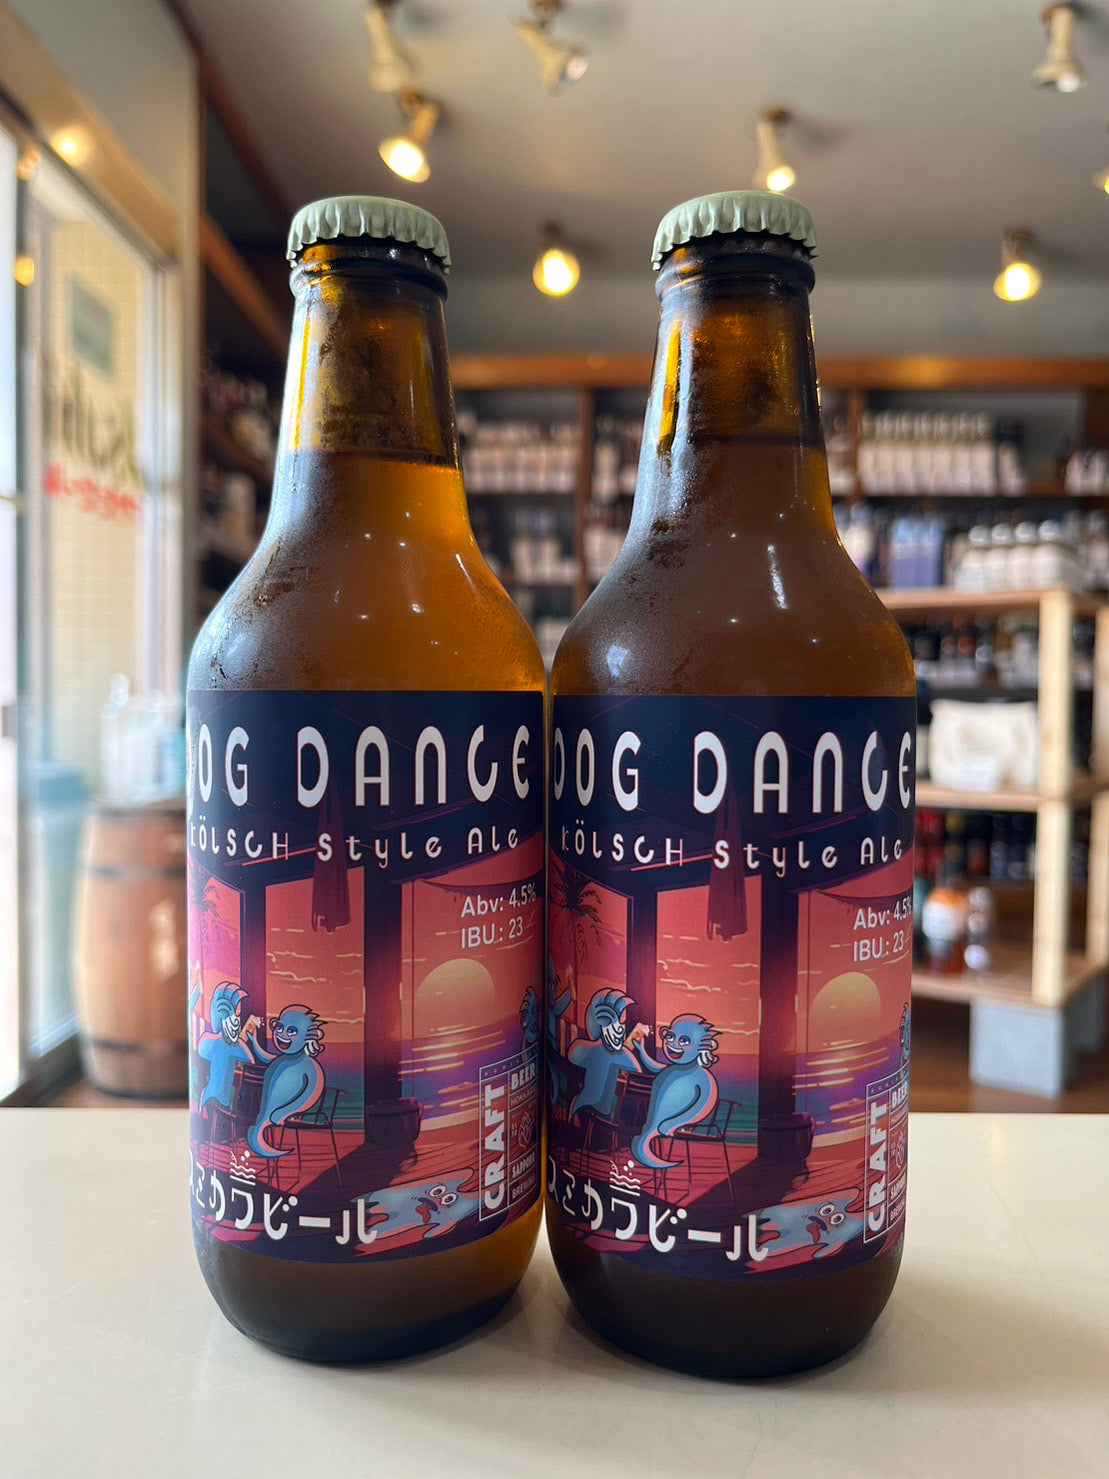 OG DANCE
KÖLSCH Style Ale
Abv: 4.5%
IBU.: 23
CRAFT
BEER
スミカワビール
DOG DANCE
KÖLSCH Style Ale
Abv: 4.5%
IBU.: 23
CRAFT
BEER
SAPPORO
スミカワビール